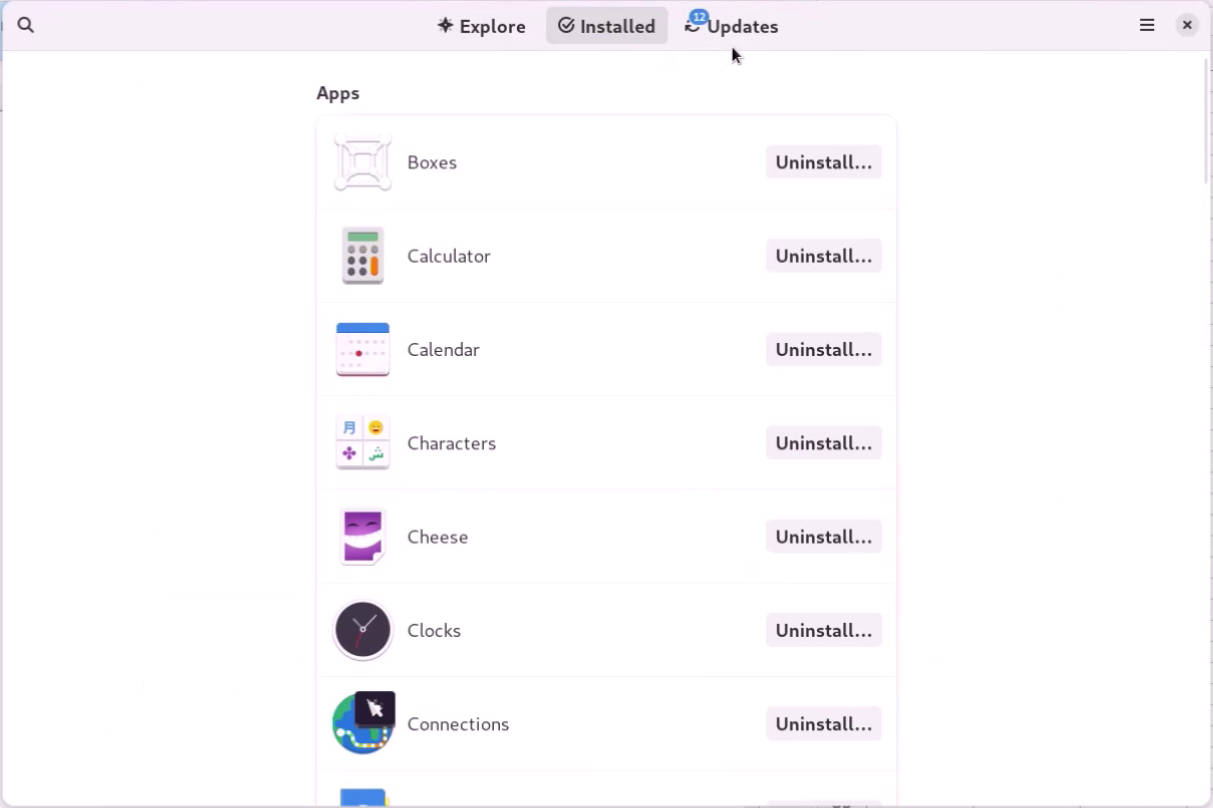 Explore Installed 12 Updates
Apps
Boxes Uninstall...
Calculator Uninstall...
Calendar Uninstall...
月
ش
Characters Uninstall...
Cheese Uninstall...
Clocks Uninstall...
Connections Uninstall...